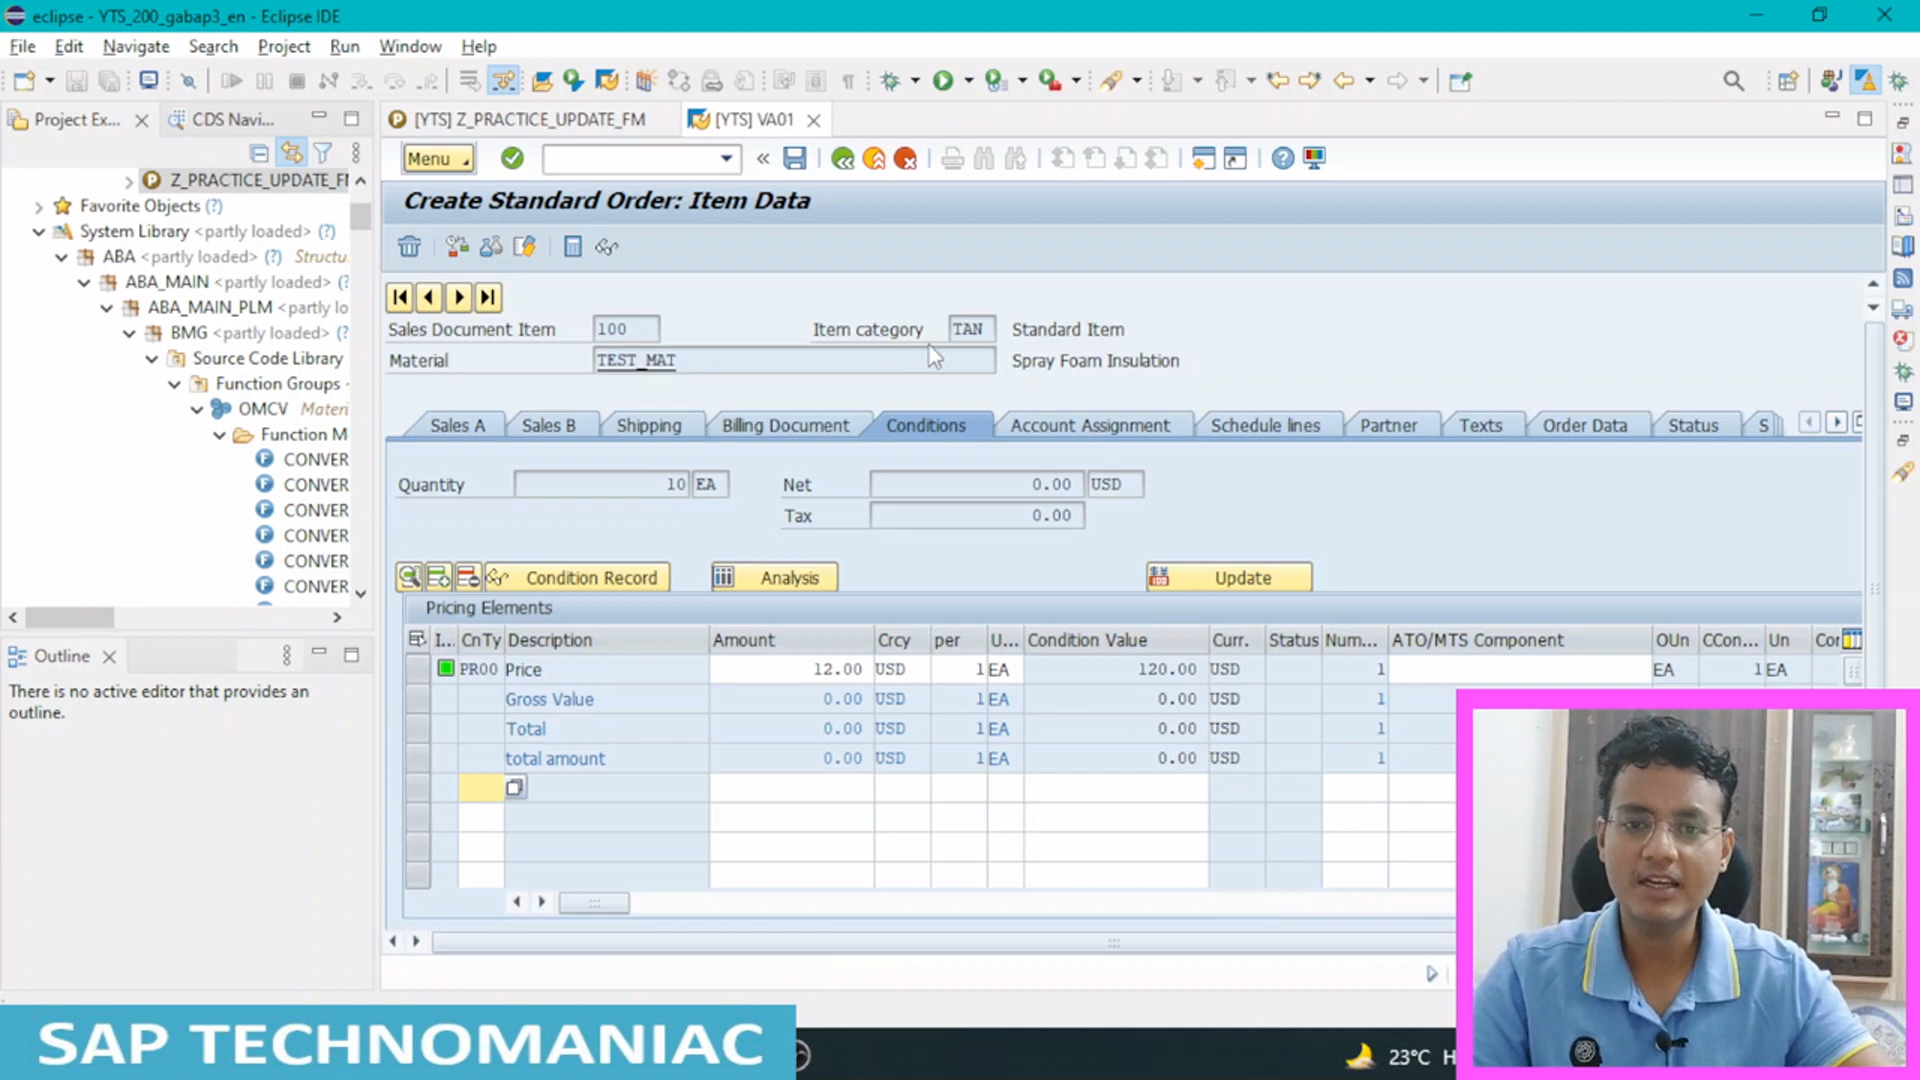 eclipse - YTS_200_gabap3_en - Eclipse IDE
File Edit Navigate Search Project Run Window Help
Project Ex... CDS Navi...
[YTS] Z_PRACTICE_UPDATE_FM [YTS] VA01
Menu
Z_PRACTICE_UPDATE_F
Favorite Objects (?)
System Library <partly loaded> (?)
ABA <partly loaded> (?) Structu
ABA_MAIN <partly loaded> (?
ABA_MAIN_PLM <partly lo
BMG <partly loaded> (?
Source Code Library
Function Groups -
OMCV Materi
Function M
CONVER
CONVER
CONVER
CONVER
CONVER
CONVER
Outline
There is no active editor that provides an
outline.
Create Standard Order: Item Data
Sales Document Item 100 Item category TAN Standard Item
Material TEST_MAT Spray Foam Insulation
Sales A Sales B Shipping Billing Document Conditions Account Assignment Schedule lines Partner Texts Order Data Status S
Quantity 10 EA Net 0.00 USD
Tax 0.00
Condition Record Analysis Update
Pricing Elements
I... CnTy Description Amount Crcy per U... Condition Value Curr. Status Num... ATO/MTS Component OUn CCon... Un Cor
PR00 Price 12.00 USD 1 EA 120.00 USD 1 EA 1 EA
Gross Value 0.00 USD 1 EA 0.00 USD 1
Total 0.00 USD 1 EA 0.00 USD 1
total amount 0.00 USD 1 EA 0.00 USD 1
SAP TECHNOMANIAC
23°C H